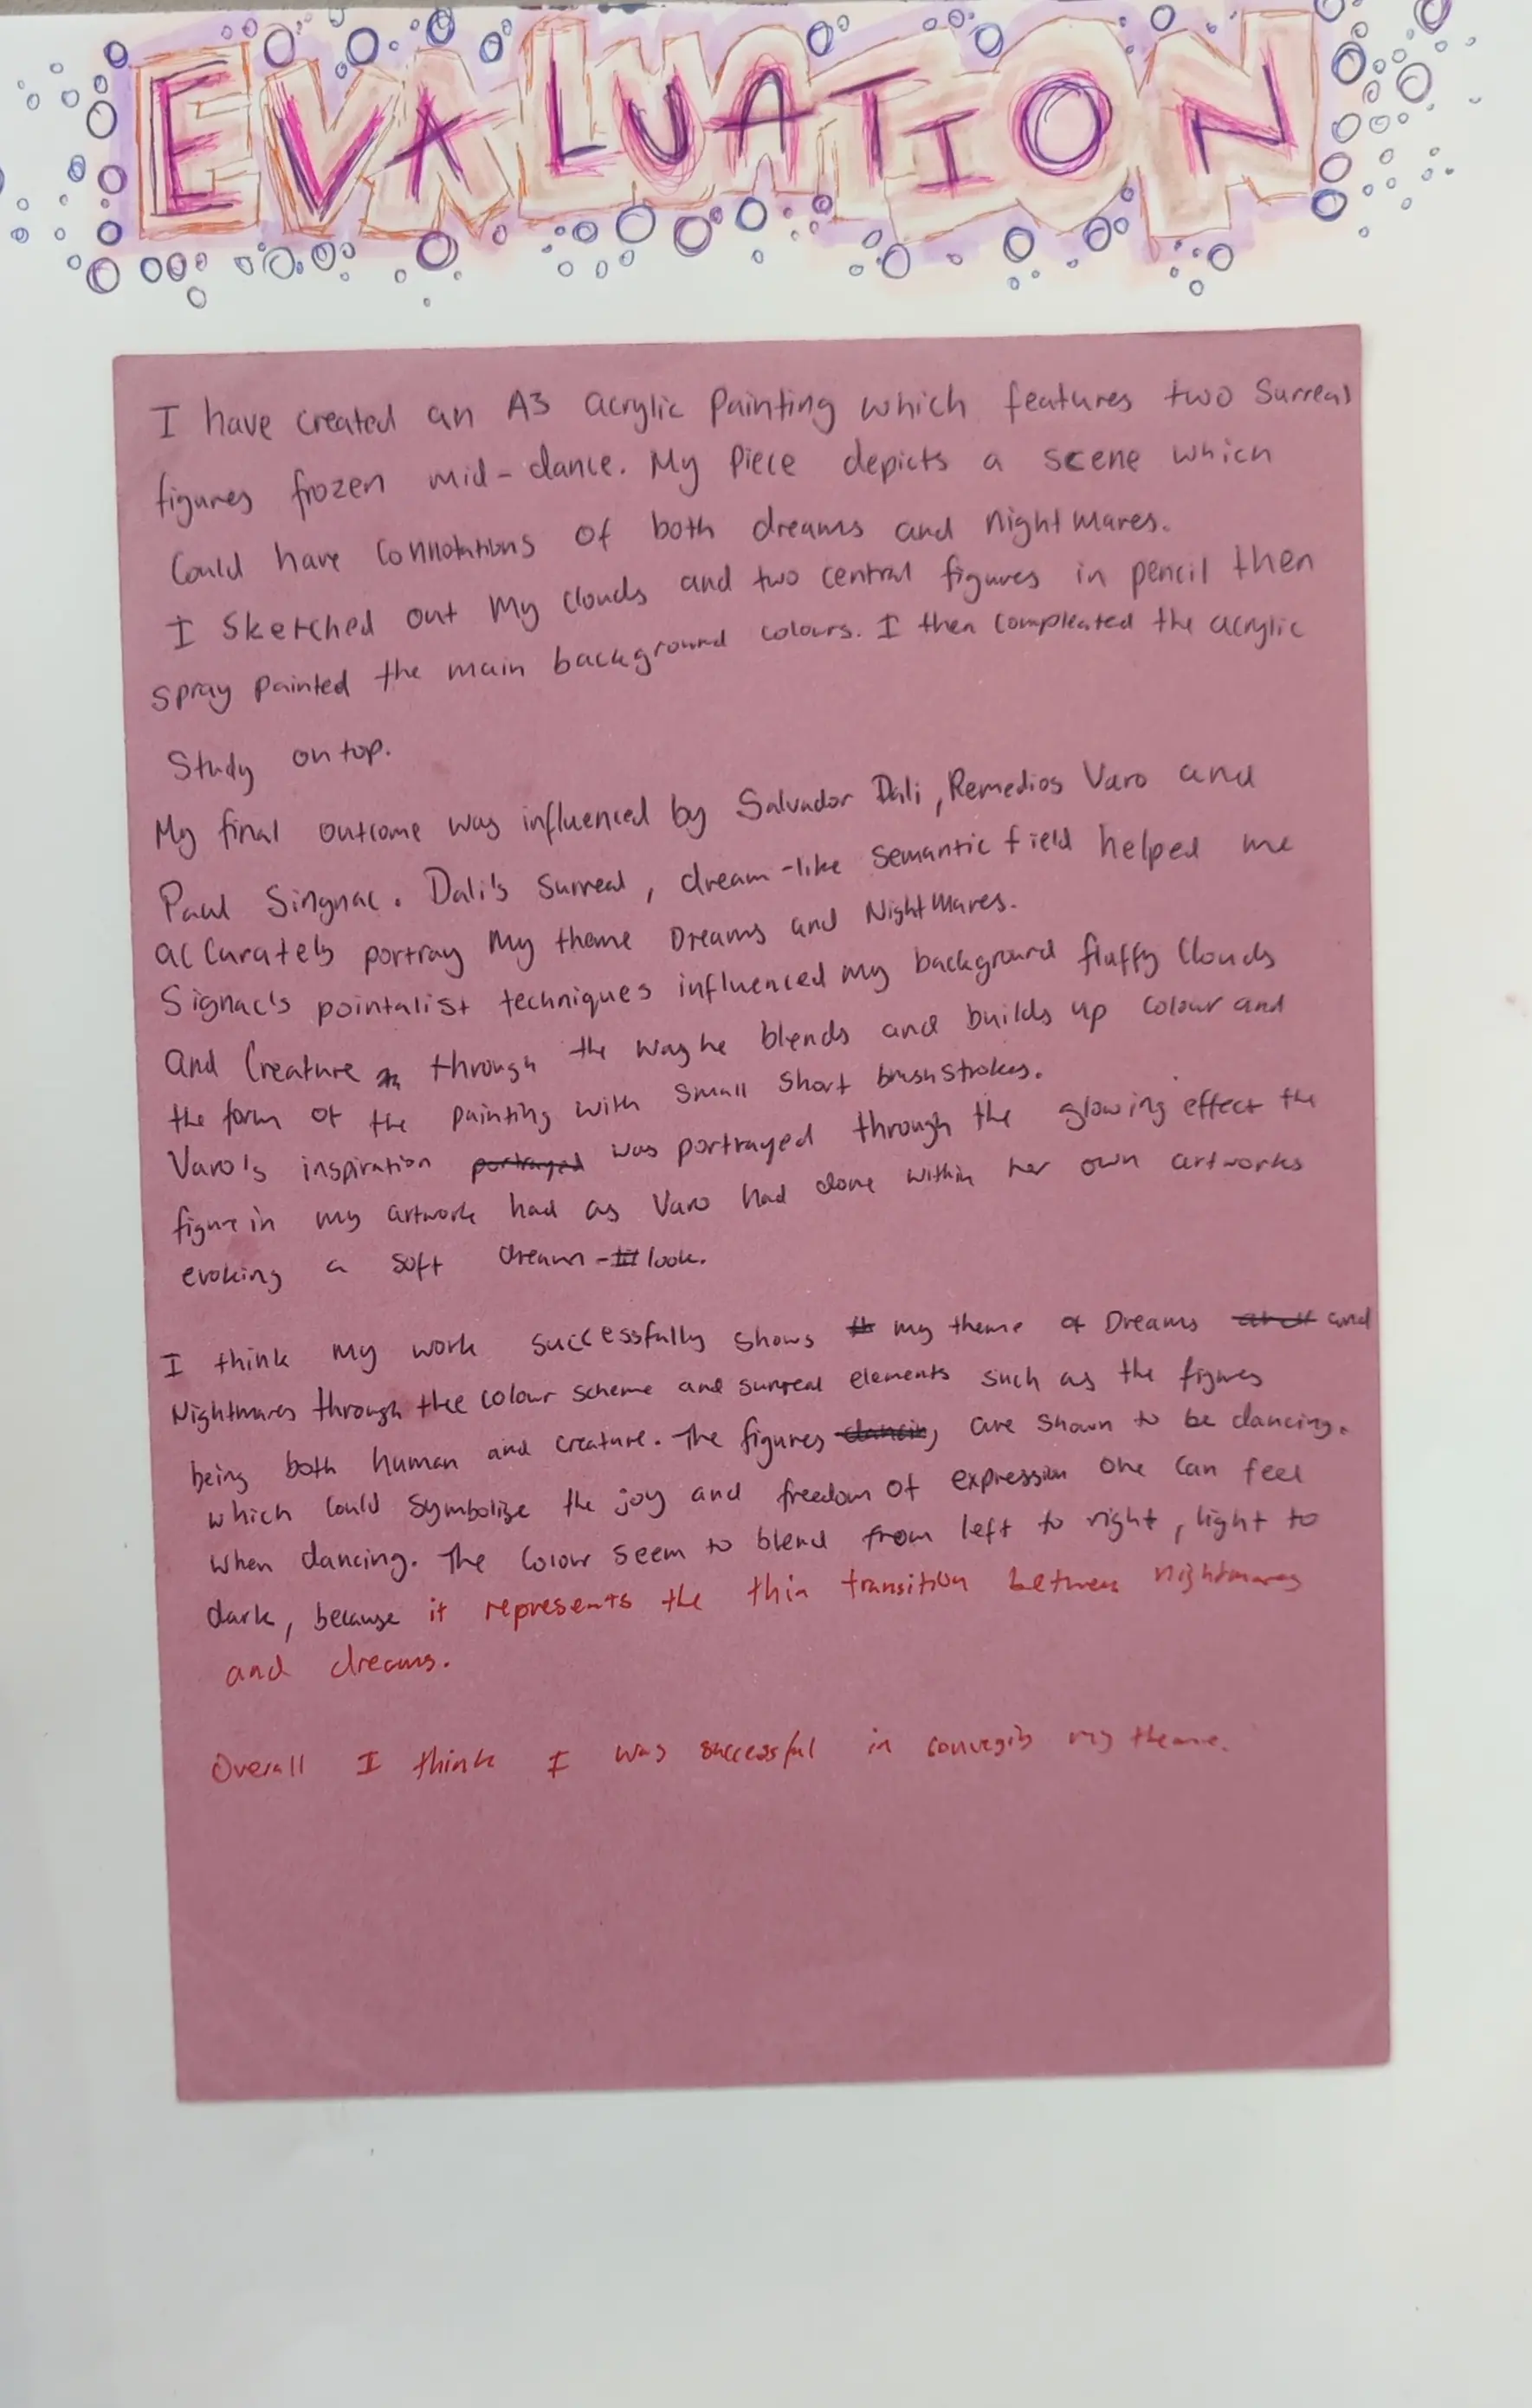 EVALUATION
I have created an A3 acrylic painting which features two surreal
figures frozen mid-dance. My piece depicts a scene which
could have connotations of both dreams and nightmares.
I sketched out my clouds and two central figures in pencil then
spray painted the main background colours. I then compleated the acrylic
study on top.
My final outcome was influenced by Salvador Dali, Remedios Varo and
Paul Singnac. Dali's surreal, dream-like semantic field helped me
accurately portray my theme Dreams and Nightmares.
Signac's pointalist techniques influenced my backgroard fluffy clouds
and creature through the way he blends and builds up colour and
the form of the painting with small short brushstrokes.
Varo's inspiration portrayed was portrayed through the glowing effect the
figure in my artwork had as Varo had done within her own artworks
evoking a soft dream- look.
I think my work successfully shows th my theme of Dreams and
Nightmares through the colour scheme and surreal elements such as the figures
being both human and creature. The figures dancin, are shown to be dancing.
which could symbolize the joy and freedom of expression one can feel
when dancing. The colour seem to blend from left to right, light to
dark, because it represents the thin transition between nightmares
and dreams.
Overall I think I was successful in my theme.